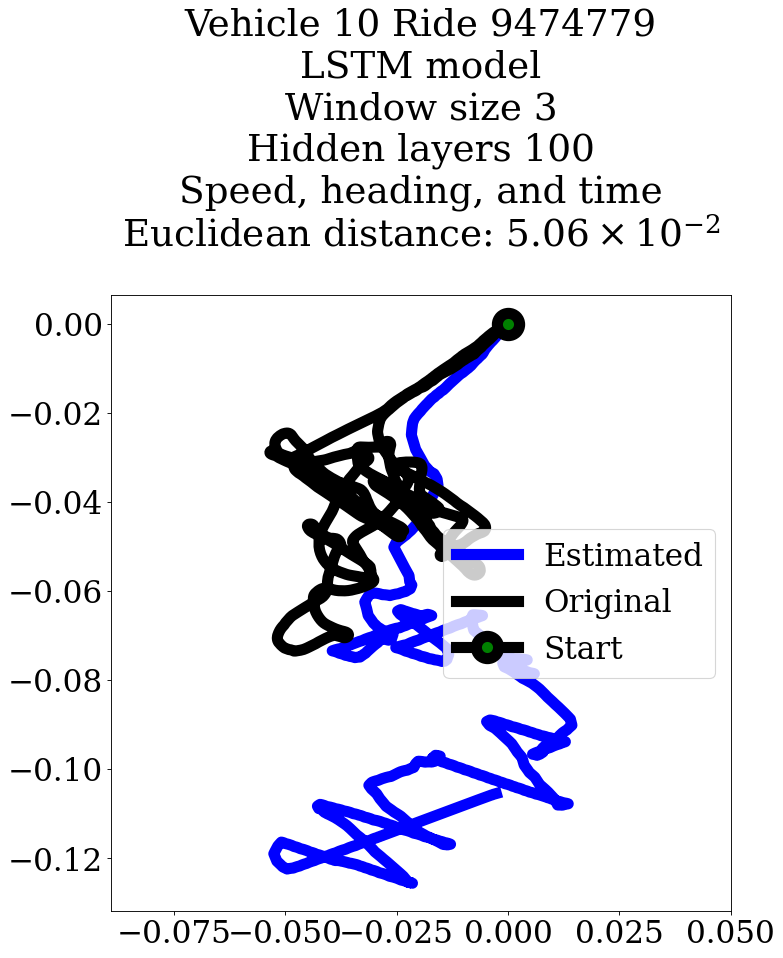 Vehicle 10 Ride 9474779
LSTM model
Window size 3
Hidden layers 100
Speed, heading, and time
Euclidean distance: 5.06 × 10⁻²
0.00
−0.02
−0.04
−0.06
−0.08
−0.10
−0.12
Estimated
Original
Start
−0.075 −0.050 −0.025 0.000 0.025 0.050